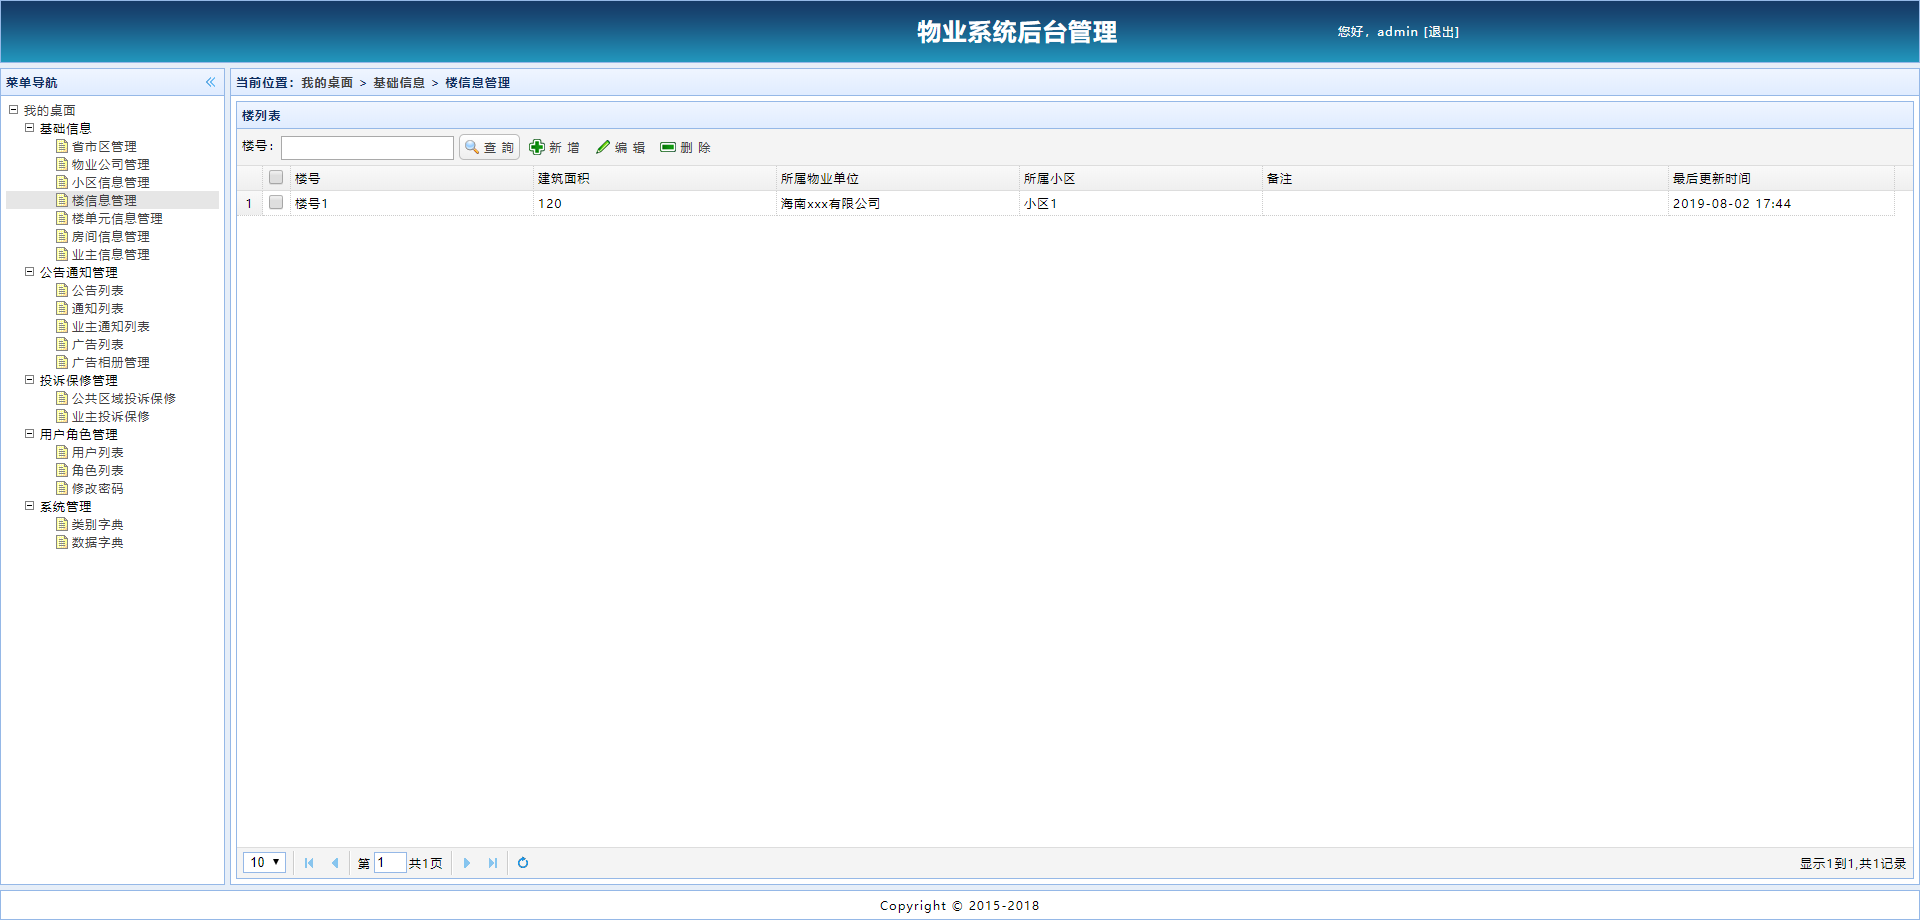 物业系统后台管理
您好，admin [退出]
菜单导航
我的桌面
基础信息
省市区管理
物业公司管理
小区信息管理
楼信息管理
楼单元信息管理
房间信息管理
业主信息管理
公告通知管理
公告列表
通知列表
业主通知列表
广告列表
广告相册管理
投诉保修管理
公共区域投诉保修
业主投诉保修
用户角色管理
用户列表
角色列表
修改密码
系统管理
类别字典
数据字典
当前位置：我的桌面 > 基础信息 > 楼信息管理
楼列表
楼号： 查 詢 新 增 编 辑 删 除
楼号 建筑面积 所属物业单位 所属小区 备注 最后更新时间
1 楼号1 120 海南xxx有限公司 小区1 2019-08-02 17:44
10 第 1 共1页 显示1到1,共1记录
Copyright © 2015-2018